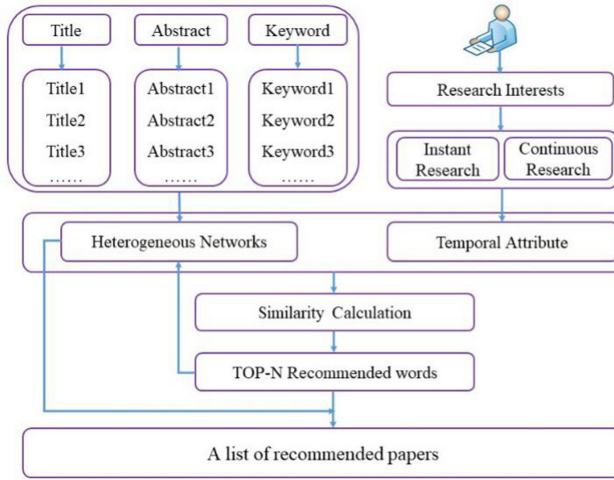 Title
Abstract
Keyword
Title1
Title2
Title3
......
Abstract1
Abstract2
Abstract3
......
Keyword1
Keyword2
Keyword3
......
Research Interests
Instant
Research
Continuous
Research
Heterogeneous Networks
Temporal Attribute
Similarity Calculation
TOP-N Recommended words
A list of recommended papers